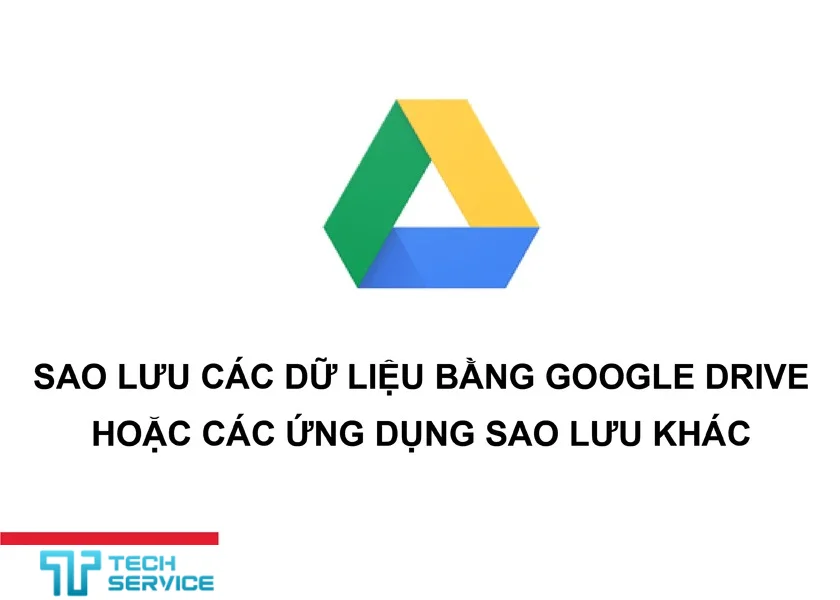 SAO LƯU CÁC DỮ LIỆU BẰNG GOOGLE DRIVE
HOẶC CÁC ỨNG DỤNG SAO LƯU KHÁC
TECH
SERVICE